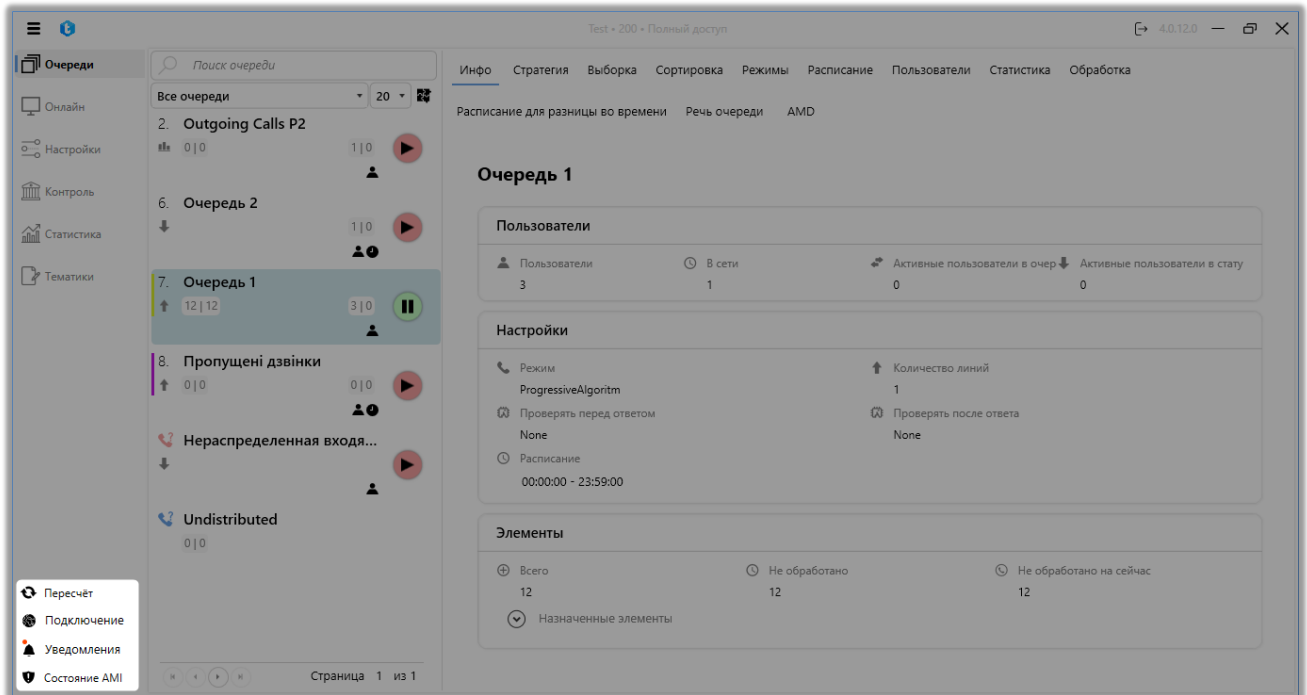 Test • 200 • Полный доступ
4.0.12.0
Очереди
Онлайн
Настройки
Контроль
Статистика
Тематики
Пересчёт
Подключение
Уведомления
Состояние AMI
Поиск очереди
Все очереди
20
2. Outgoing Calls P2
0 | 0
1 | 0
6. Очередь 2
1 | 0
7. Очередь 1
12 | 12
3 | 0
8. Пропущені дзвінки
0 | 0
0 | 0
Нераспределенная входя...
Undistributed
0 | 0
Страница 1 из 1
Инфо Стратегия Выборка Сортировка Режимы Расписание Пользователи Статистика Обработка
Расписание для разницы во времени Речь очереди AMD
Очередь 1
Пользователи
Пользователи В сети Активные пользователи в очер Активные пользователи в стату
3 1 0 0
Настройки
Режим Количество линий
ProgressiveAlgoritm 1
Проверять перед ответом Проверять после ответа
None None
Расписание
00:00:00 - 23:59:00
Элементы
Всего Не обработано Не обработано на сейчас
12 12 12
Назначенные элементы